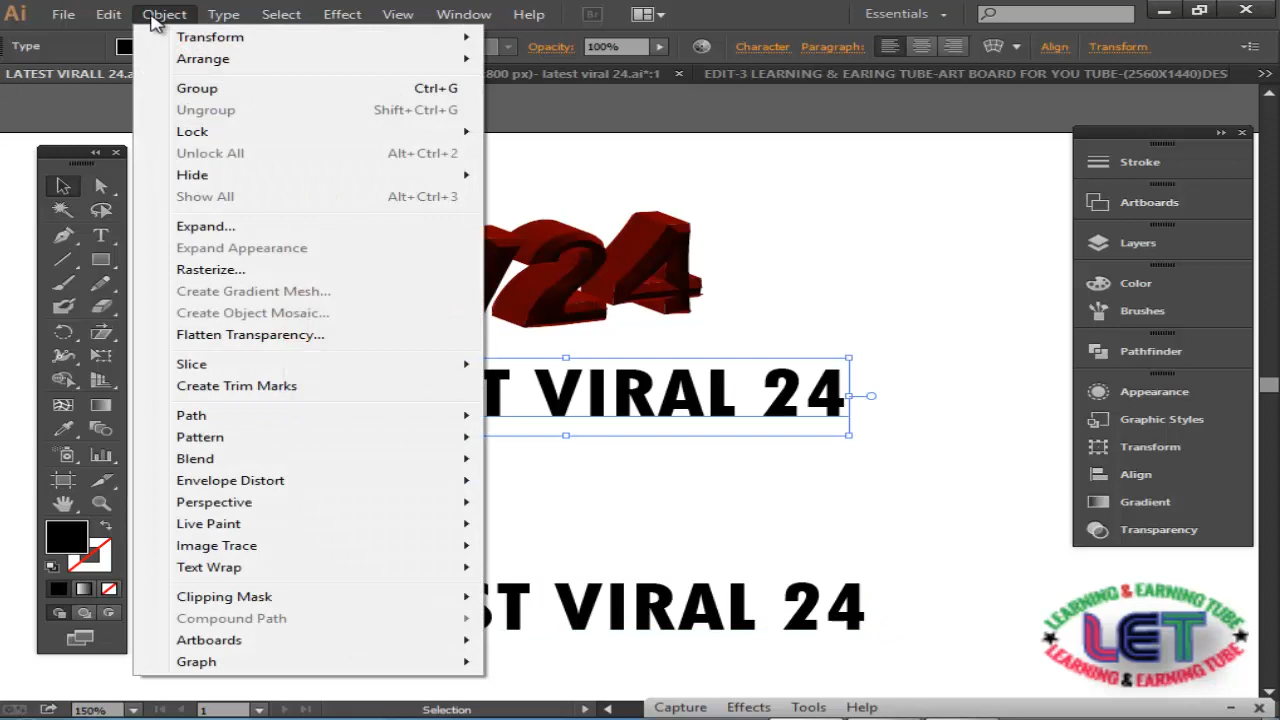 Ai File Edit Object Type Select Effect View Window Help Br Essentials
Type Opacity: 100% Character Paragraph: Align Transform
LATEST VIRALL 24.a 800 px)- latest viral 24.ai*:1 × EDIT-3 LEARNING & EARING TUBE-ART BOARD FOR YOU TUBE-(2560X1440)DES
Transform
Arrange
Group Ctrl+G
Ungroup Shift+Ctrl+G
Lock
Unlock All Alt+Ctrl+2
Hide
Show All Alt+Ctrl+3
Expand...
Expand Appearance
Rasterize...
Create Gradient Mesh...
Create Object Mosaic...
Flatten Transparency...
Slice
Create Trim Marks
Path
Pattern
Blend
Envelope Distort
Perspective
Live Paint
Image Trace
Text Wrap
Clipping Mask
Compound Path
Artboards
Graph
24
T VIRAL 24
ST VIRAL 24
Stroke
Artboards
Layers
Color
Brushes
Pathfinder
Appearance
Graphic Styles
Transform
Align
Gradient
Transparency
LEARNING & EARNING TUBE
LET
LEARNING & EARNING TUBE
150% 1 Selection Capture Effects Tools Help